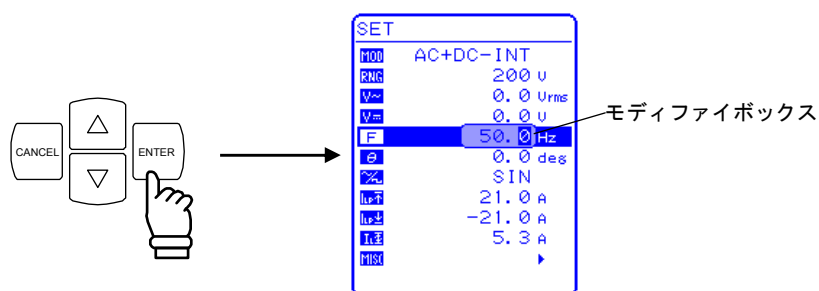 SET
MOD AC+DC-INT
RNG 200 V
V~ 0.0 Vrms
V⎓ 0.0 V
F 50.0 Hz
θ 0.0 deg
SIN
21.0 A
-21.0 A
5.3 A
MISC
モディファイボックス
CANCEL
ENTER